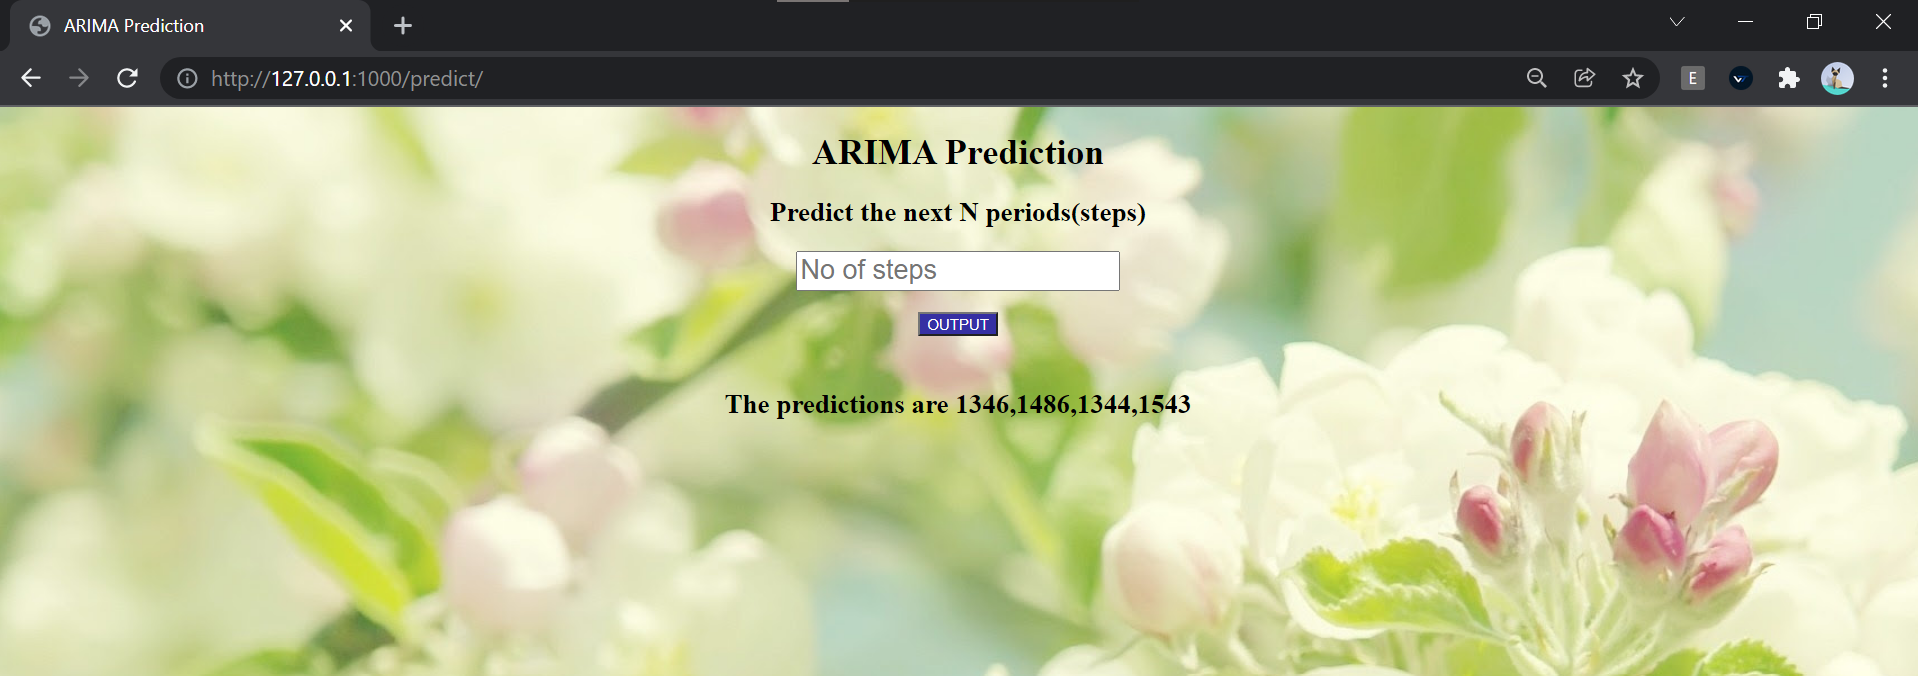 ARIMA Prediction
http://127.0.0.1:1000/predict/
E
ARIMA Prediction
Predict the next N periods(steps)
No of steps
OUTPUT
The predictions are 1346,1486,1344,1543